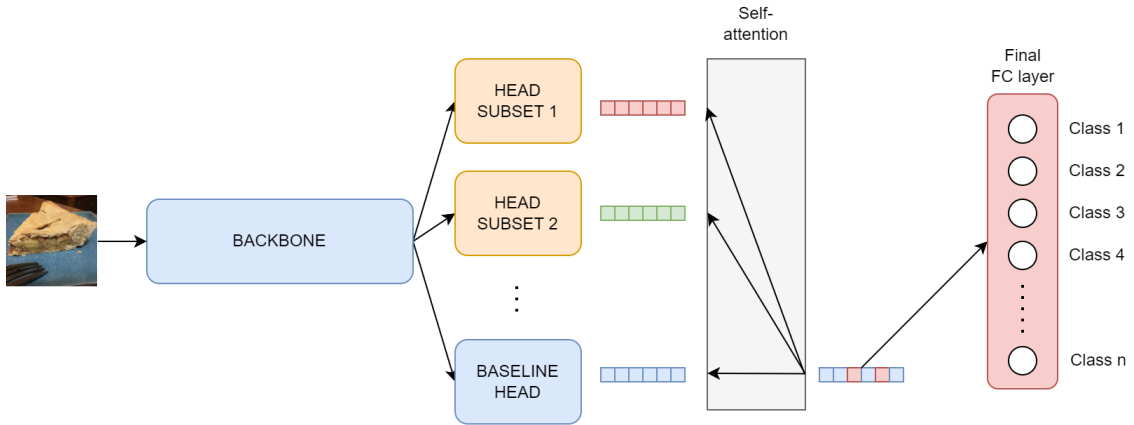 Self-
attention
HEAD
SUBSET 1
Final
FC layer
Class 1
Class 2
HEAD
SUBSET 2
Class 3
BACKBONE
Class 4
BASELINE
HEAD
Class n